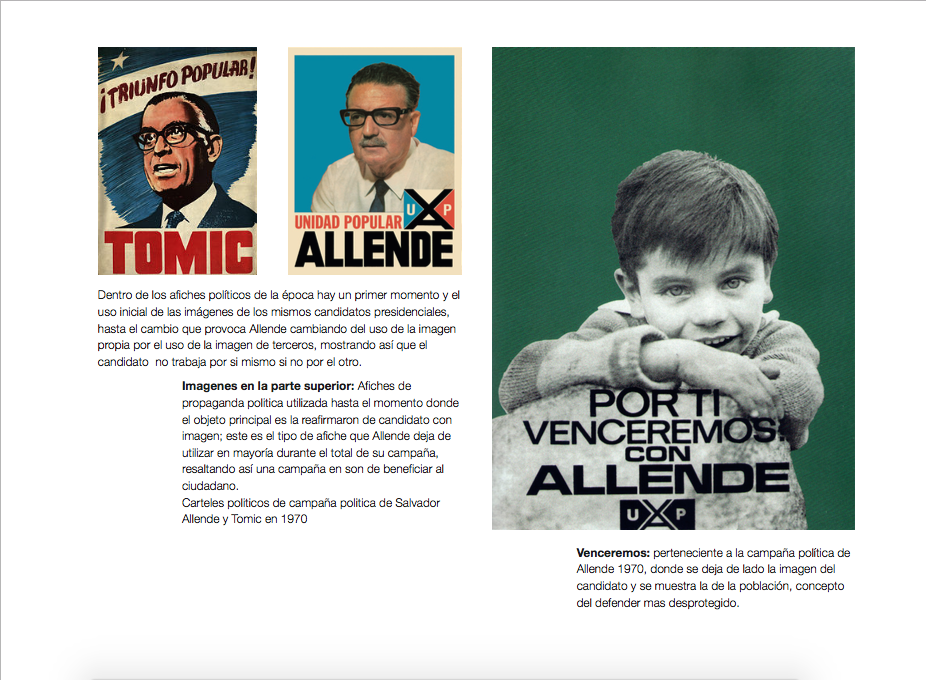 ¡TRIUNFO POPULAR!
TOMIC
UNIDAD POPULAR
U P
ALLENDE
Dentro de los afiches políticos de la época hay un primer momento y el
uso inicial de las imágenes de los mismos candidatos presidenciales,
hasta el cambio que provoca Allende cambiando del uso de la imagen
propia por el uso de la imagen de terceros, mostrando así que el
candidato  no trabaja por si mismo si no por el otro.
Imagenes en la parte superior: Afiches de
propaganda politica utilizada hasta el momento donde
el objeto principal es la reafirmaron de candidato con
imagen; este es el tipo de afiche que Allende deja de
utilizar en mayoría durante el total de su campaña,
resaltando así una campaña en son de beneficiar al
ciudadano.
Carteles politicos de campaña politica de Salvador
Allende y Tomic en 1970
POR TI
VENCEREMOS:
CON
ALLENDE
U P
Venceremos: perteneciente a la campaña política de
Allende 1970, donde se deja de lado la imagen del
candidato y se muestra la de la población, concepto
del defender mas desprotegido.